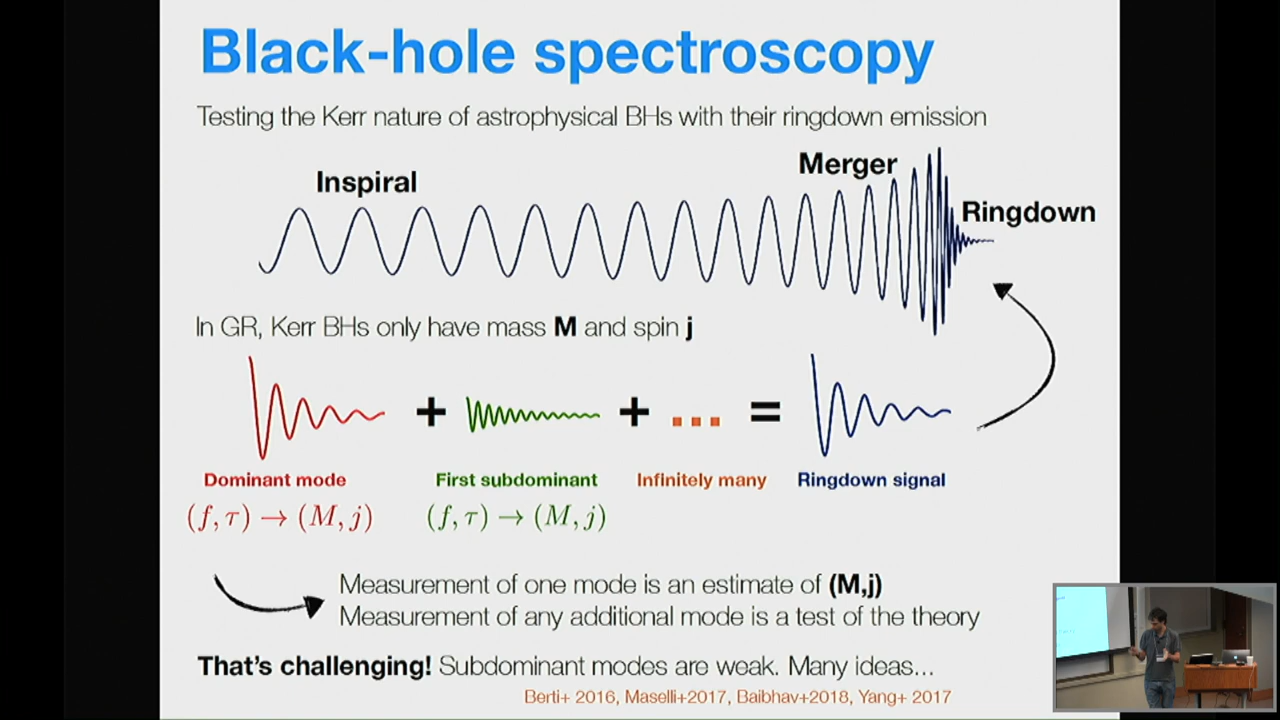 Black-hole spectroscopy
Testing the Kerr nature of astrophysical BHs with their ringdown emission
Inspiral
Merger
Ringdown
In GR, Kerr BHs only have mass M and spin j
+ + ... =
Dominant mode
First subdominant
Infinitely many
Ringdown signal
(f, τ) → (M, j)
(f, τ) → (M, j)
Measurement of one mode is an estimate of (M,j)
Measurement of any additional mode is a test of the theory
That's challenging! Subdominant modes are weak. Many ideas...
Berti+ 2016, Maselli+2017, Baibhav+2018, Yang+ 2017